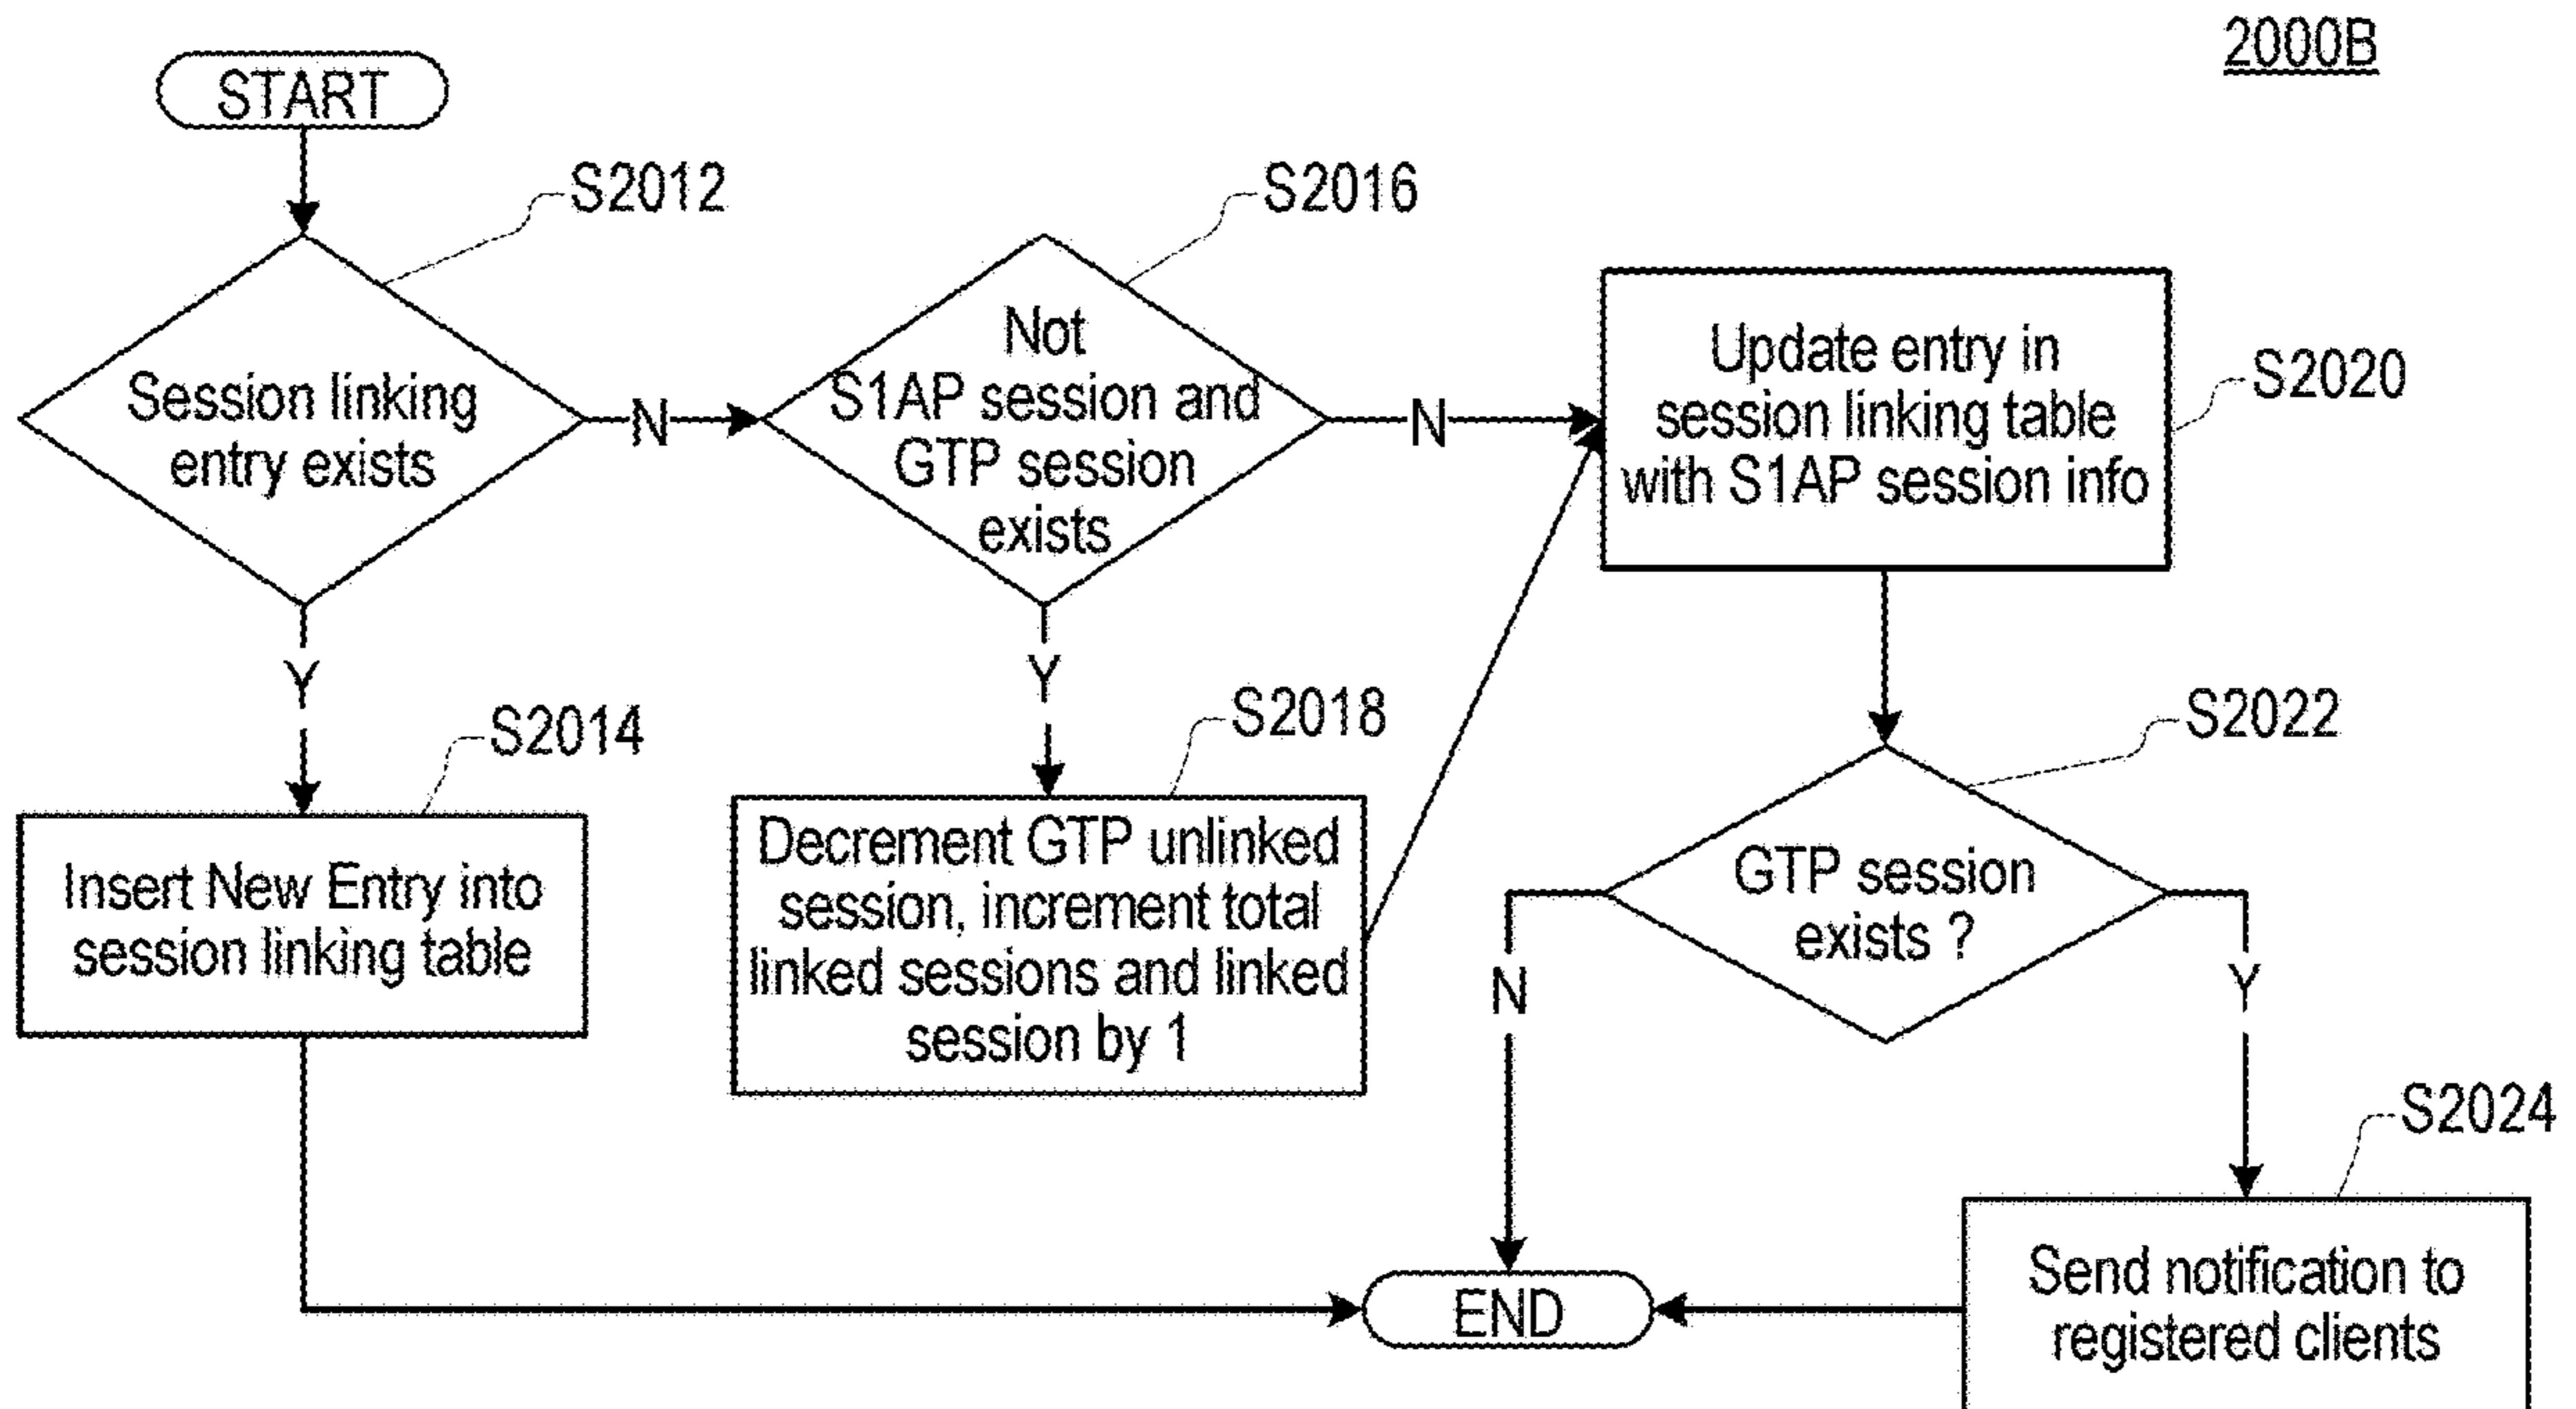 2000B
START
S2012
Session linking
entry exists
N
Y
S2014
Insert New Entry into
session linking table
S2016
Not
S1AP session and
GTP session
exists
N
Y
S2018
Decrement GTP unlinked
session, increment total
linked sessions and linked
session by 1
S2020
Update entry in
session linking table
with S1AP session info
S2022
GTP session
exists ?
N
Y
S2024
Send notification to
registered clients
END